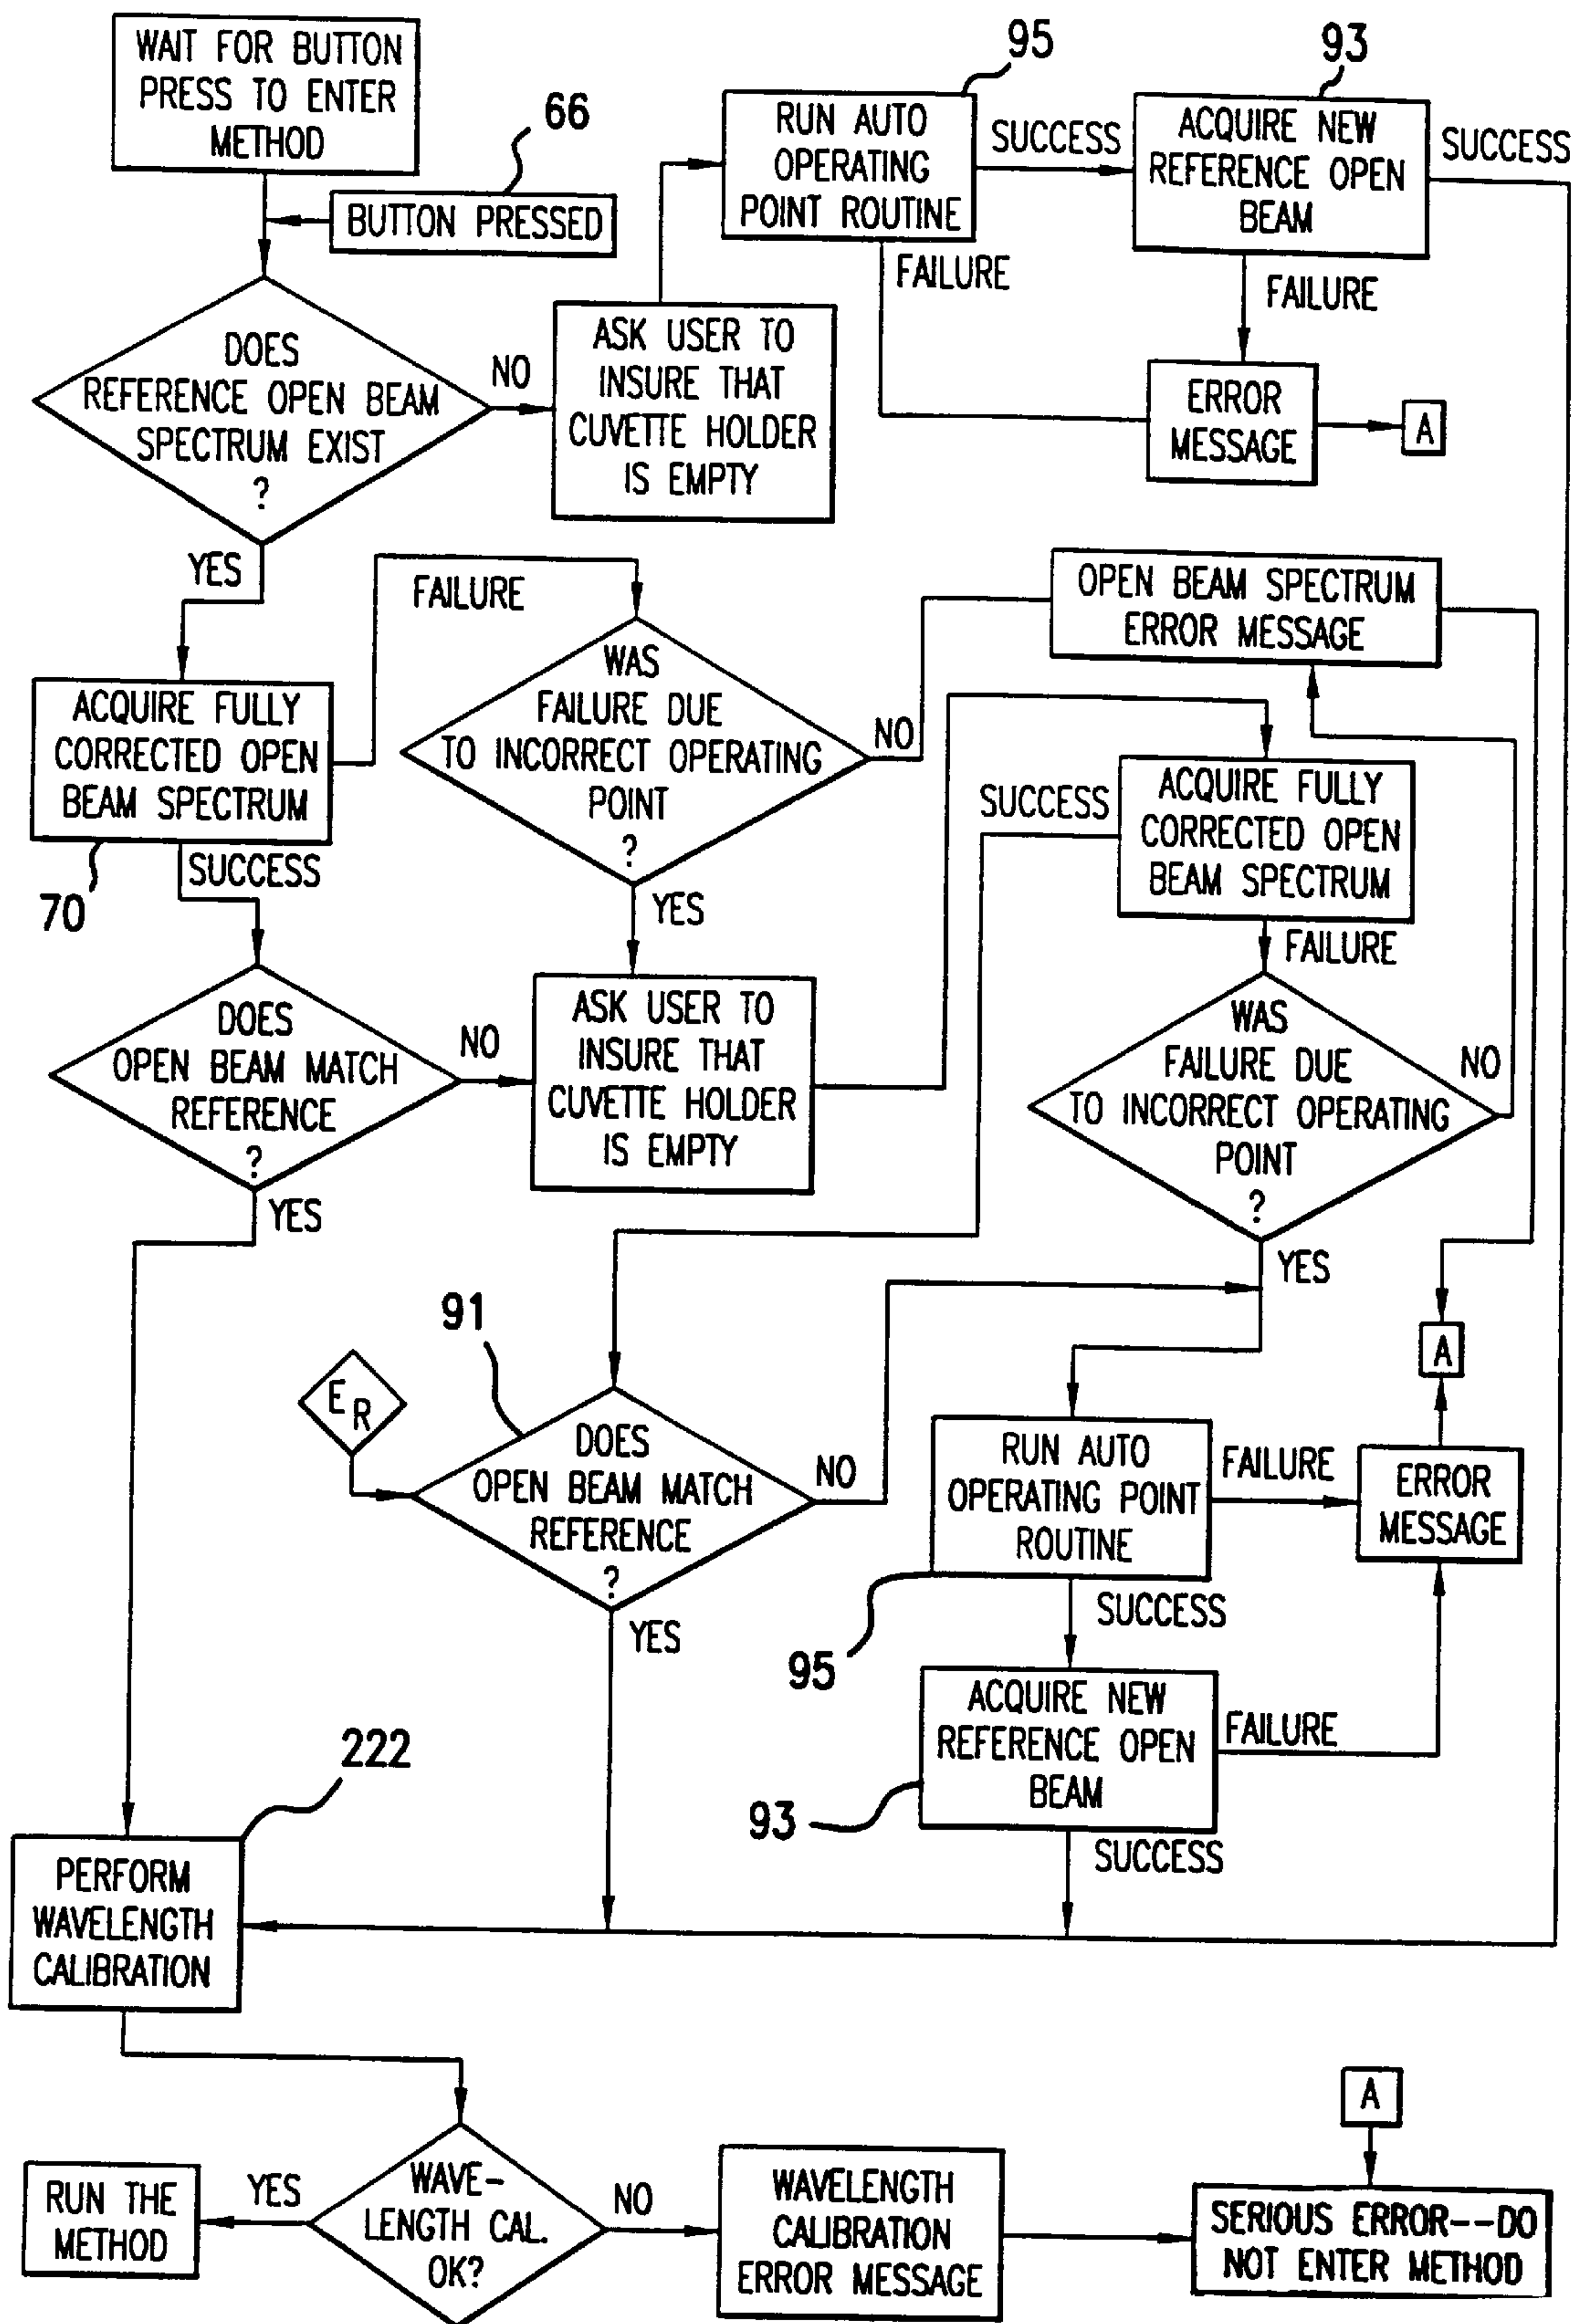 WAIT FOR BUTTON
PRESS TO ENTER
METHOD
66
BUTTON PRESSED
95
RUN AUTO
OPERATING
POINT ROUTINE
SUCCESS
93
ACQUIRE NEW
REFERENCE OPEN
BEAM
SUCCESS
FAILURE
FAILURE
DOES
REFERENCE OPEN BEAM
SPECTRUM EXIST
?
NO
ASK USER TO
INSURE THAT
CUVETTE HOLDER
IS EMPTY
ERROR
MESSAGE
A
YES
FAILURE
OPEN BEAM SPECTRUM
ERROR MESSAGE
ACQUIRE FULLY
CORRECTED OPEN
BEAM SPECTRUM
70
SUCCESS
WAS
FAILURE DUE
TO INCORRECT OPERATING
POINT
?
NO
YES
SUCCESS
ACQUIRE FULLY
CORRECTED OPEN
BEAM SPECTRUM
FAILURE
DOES
OPEN BEAM MATCH
REFERENCE
?
NO
YES
ASK USER TO
INSURE THAT
CUVETTE HOLDER
IS EMPTY
WAS
FAILURE DUE
TO INCORRECT OPERATING
POINT
?
NO
YES
91
E R
DOES
OPEN BEAM MATCH
REFERENCE
?
NO
YES
A
RUN AUTO
OPERATING POINT
ROUTINE
FAILURE
ERROR
MESSAGE
95
SUCCESS
ACQUIRE NEW
REFERENCE OPEN
BEAM
FAILURE
93
SUCCESS
222
PERFORM
WAVELENGTH
CALIBRATION
WAVE-
LENGTH CAL.
OK?
YES
RUN THE
METHOD
NO
WAVELENGTH
CALIBRATION
ERROR MESSAGE
A
SERIOUS ERROR--DO
NOT ENTER METHOD